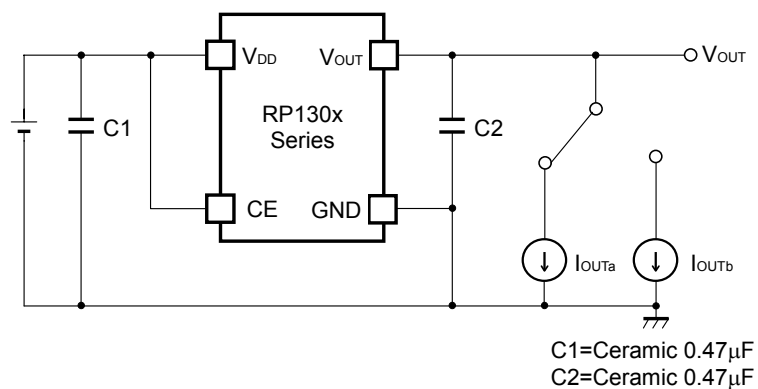 VDD
VOUT
VOUT
RP130x
Series
C1
C2
CE
GND
IOUTa
IOUTb
C1=Ceramic 0.47μF
C2=Ceramic 0.47μF